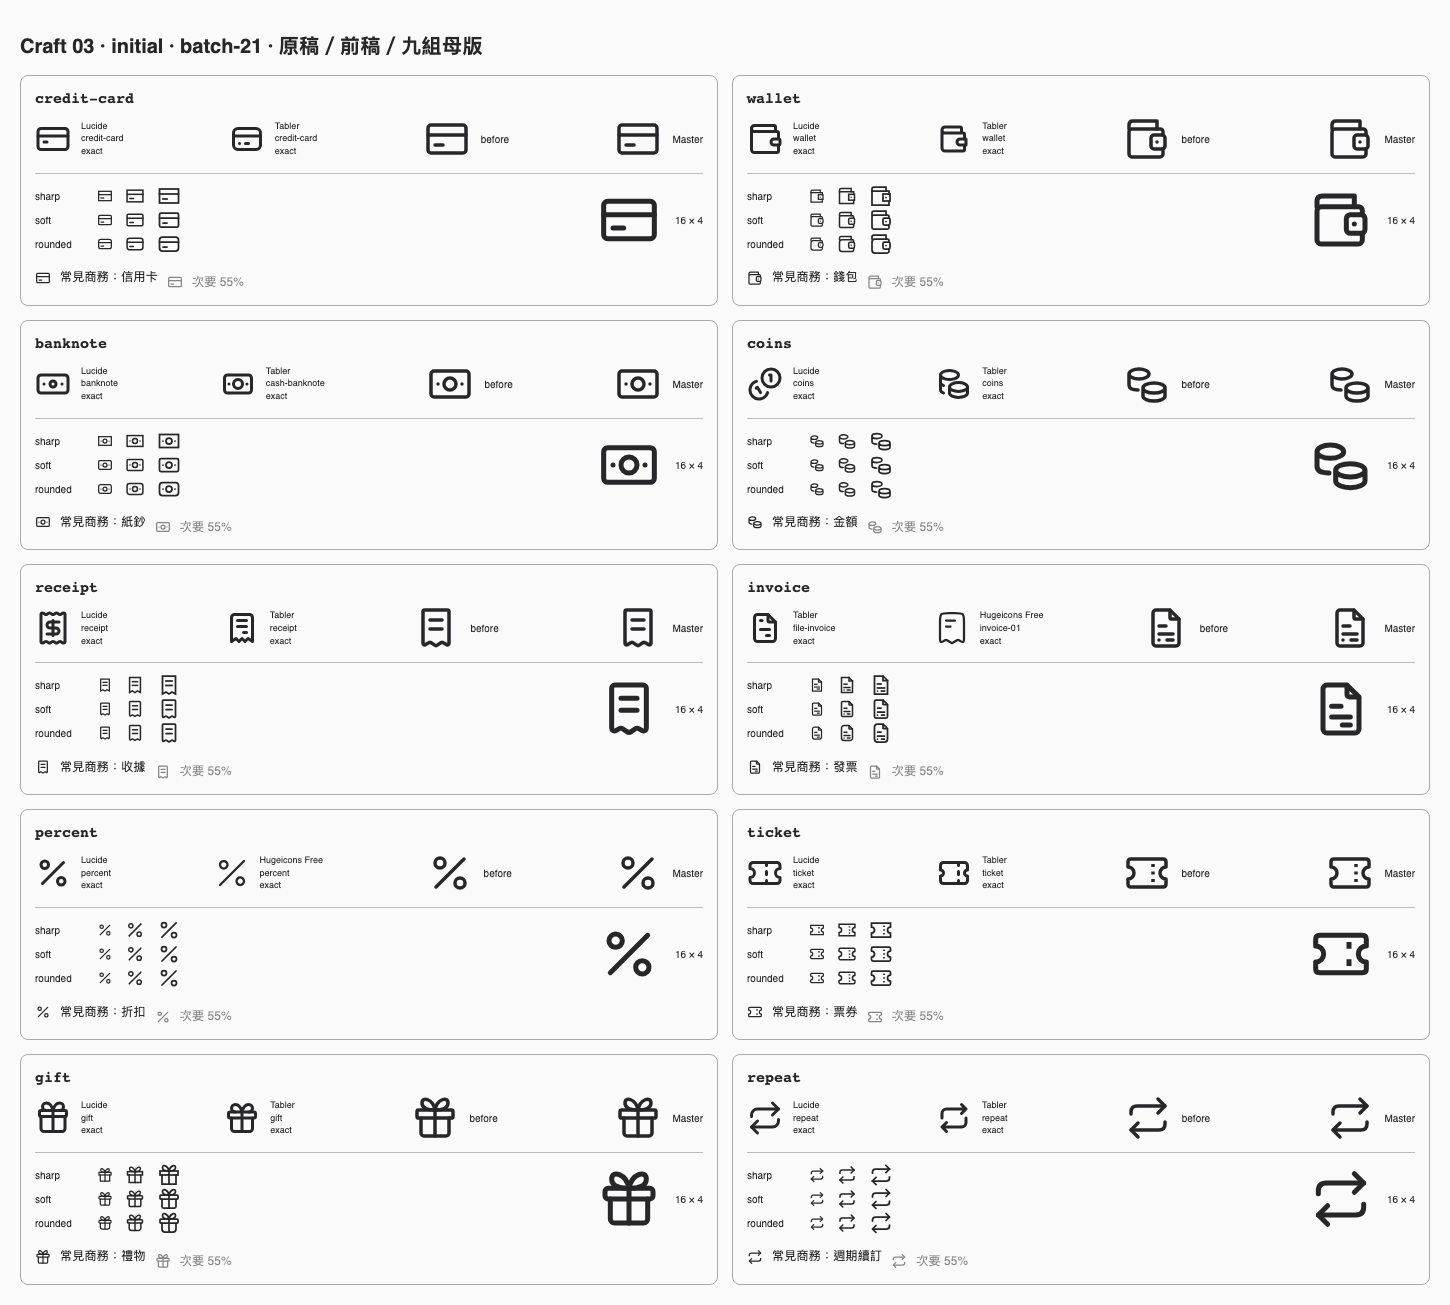 Craft 03 · initial · batch-21 · 原稿 / 前稿 / 九組母版
credit-card
Lucide
credit-card
exact
Tabler
credit-card
exact
before
Master
sharp
soft
rounded
16 × 4
常見商務：信用卡 次要 55%
wallet
Lucide
wallet
exact
Tabler
wallet
exact
before
Master
sharp
soft
rounded
16 × 4
常見商務：錢包 次要 55%
banknote
Lucide
banknote
exact
Tabler
cash-banknote
exact
before
Master
sharp
soft
rounded
16 × 4
常見商務：紙鈔 次要 55%
coins
Lucide
coins
exact
Tabler
coins
exact
before
Master
sharp
soft
rounded
16 × 4
常見商務：金額 次要 55%
receipt
Lucide
receipt
exact
Tabler
receipt
exact
before
Master
sharp
soft
rounded
16 × 4
常見商務：收據 次要 55%
invoice
Tabler
file-invoice
exact
Hugeicons Free
invoice-01
exact
before
Master
sharp
soft
rounded
16 × 4
常見商務：發票 次要 55%
percent
Lucide
percent
exact
Hugeicons Free
percent
exact
before
Master
sharp
soft
rounded
16 × 4
常見商務：折扣 次要 55%
ticket
Lucide
ticket
exact
Tabler
ticket
exact
before
Master
sharp
soft
rounded
16 × 4
常見商務：票券 次要 55%
gift
Lucide
gift
exact
Tabler
gift
exact
before
Master
sharp
soft
rounded
16 × 4
常見商務：禮物 次要 55%
repeat
Lucide
repeat
exact
Tabler
repeat
exact
before
Master
sharp
soft
rounded
16 × 4
常見商務：週期續訂 次要 55%